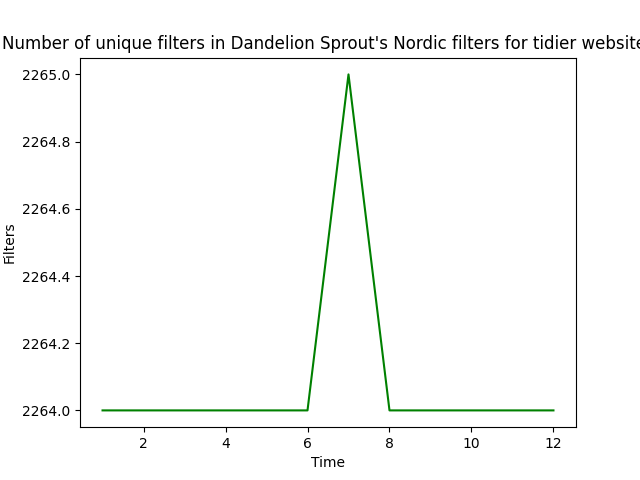 Number of unique filters in Dandelion Sprout's Nordic filters for tidier website
2265.0
2264.8
2264.6
2264.4
2264.2
2264.0
Filters
2 4 6 8 10 12
Time